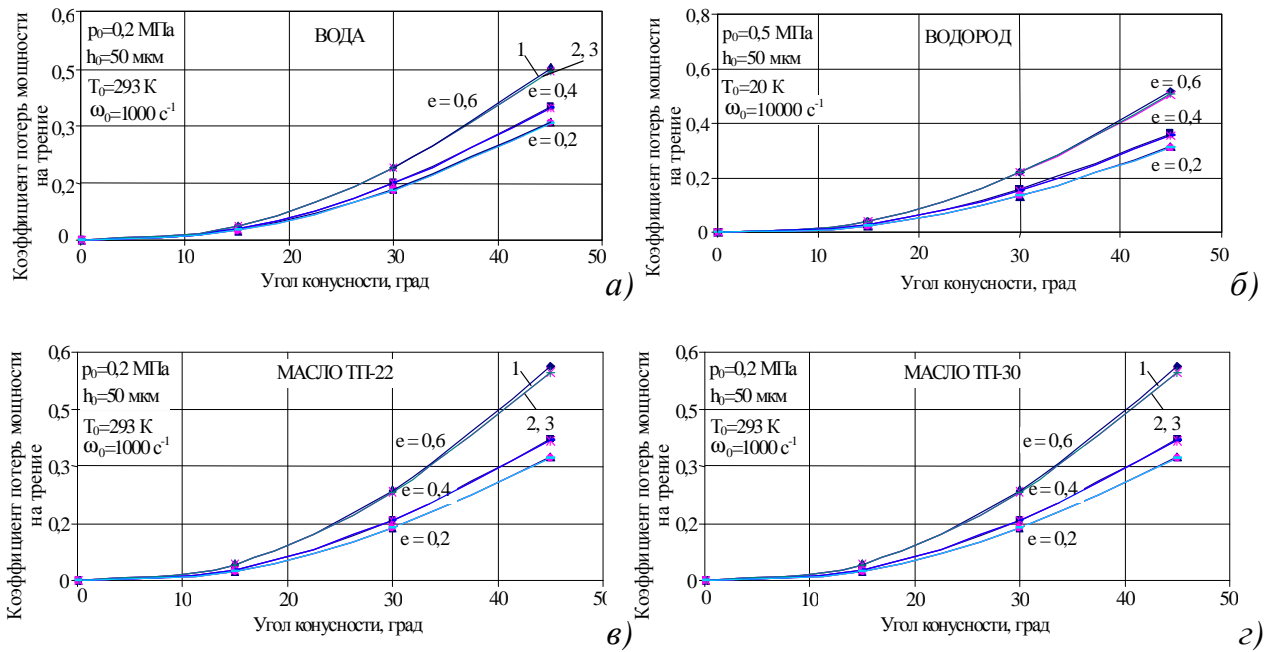 Коэффициент потерь мощности
на трение
0,6
0,5
0,3
0,2
0
p₀=0,2 МПа
h₀=50 мкм
T₀=293 К
ω₀=1000 с⁻¹
ВОДА
1
2, 3
e = 0,6
e = 0,4
e = 0,2
0 10 20 30 40 50
Угол конусности, град
а)
Коэффициент потерь мощности
на трение
0,8
0,6
0,4
0,2
0
p₀=0,5 МПа
h₀=50 мкм
T₀=20 К
ω₀=10000 с⁻¹
ВОДОРОД
e = 0,6
e = 0,4
e = 0,2
0 10 20 30 40 50
Угол конусности, град
б)
Коэффициент потерь мощности
на трение
0,6
0,5
0,3
0,2
0
p₀=0,2 МПа
h₀=50 мкм
T₀=293 К
ω₀=1000 с⁻¹
МАСЛО ТП-22
1
2, 3
e = 0,6
e = 0,4
e = 0,2
0 10 20 30 40 50
Угол конусности, град
в)
Коэффициент потерь мощности
на трение
0,6
0,5
0,3
0,2
0
p₀=0,2 МПа
h₀=50 мкм
T₀=293 К
ω₀=1000 с⁻¹
МАСЛО ТП-30
1
2, 3
e = 0,6
e = 0,4
e = 0,2
0 10 20 30 40 50
Угол конусности, град
г)